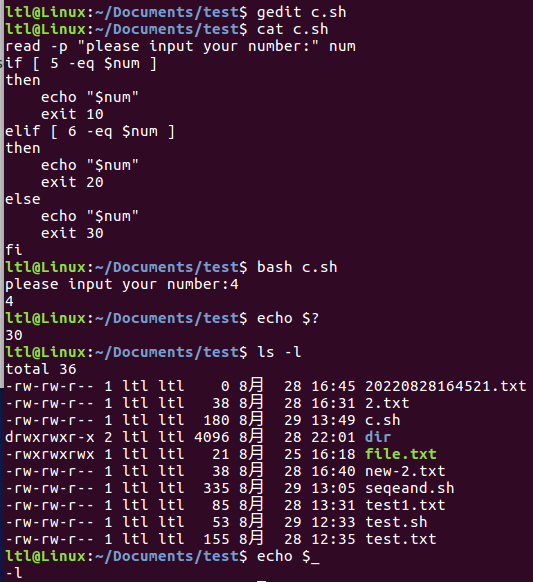 ltl@Linux:~/Documents/test$ gedit c.sh
ltl@Linux:~/Documents/test$ cat c.sh
read -p "please input your number:" num
if [ 5 -eq $num ]
then
    echo "$num"
    exit 10
elif [ 6 -eq $num ]
then
    echo "$num"
    exit 20
else
    echo "$num"
    exit 30
fi
ltl@Linux:~/Documents/test$ bash c.sh
please input your number:4
4
ltl@Linux:~/Documents/test$ echo $?
30
ltl@Linux:~/Documents/test$ ls -l
total 36
-rw-rw-r-- 1 ltl ltl    0 8月  28 16:45 20220828164521.txt
-rw-rw-r-- 1 ltl ltl   38 8月  28 16:31 2.txt
-rw-rw-r-- 1 ltl ltl  180 8月  29 13:49 c.sh
drwxrwxr-x 2 ltl ltl 4096 8月  28 22:01 dir
-rwxrwxrwx 1 ltl ltl   21 8月  25 16:18 file.txt
-rw-rw-r-- 1 ltl ltl   38 8月  28 16:40 new-2.txt
-rw-rw-r-- 1 ltl ltl  335 8月  29 13:05 seqeand.sh
-rw-rw-r-- 1 ltl ltl   85 8月  28 13:31 test1.txt
-rw-rw-r-- 1 ltl ltl   53 8月  29 12:33 test.sh
-rw-rw-r-- 1 ltl ltl  155 8月  28 12:35 test.txt
ltl@Linux:~/Documents/test$ echo $_
-l